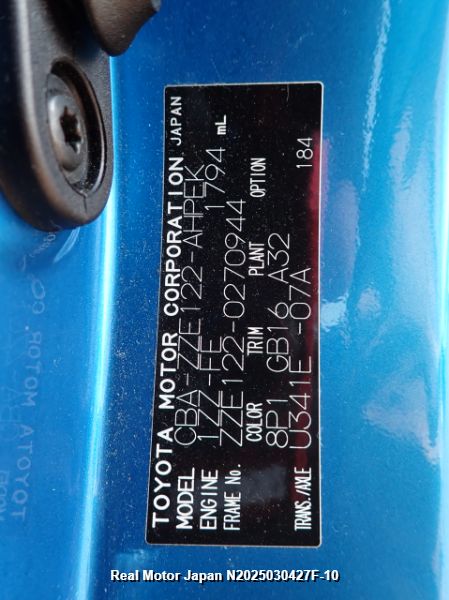 TOYOTA MOTOR CORPORATION JAPAN
MODEL CBA-ZZE122-AHPEK
ENGINE 1ZZ-FE 1794 mL
FRAME No. ZZE122-0270944
COLOR TRIM PLANT OPTION
8P1 GB16 A32
TRANS./AXLE U341E -07A 184
Real Motor Japan N2025030427F-10